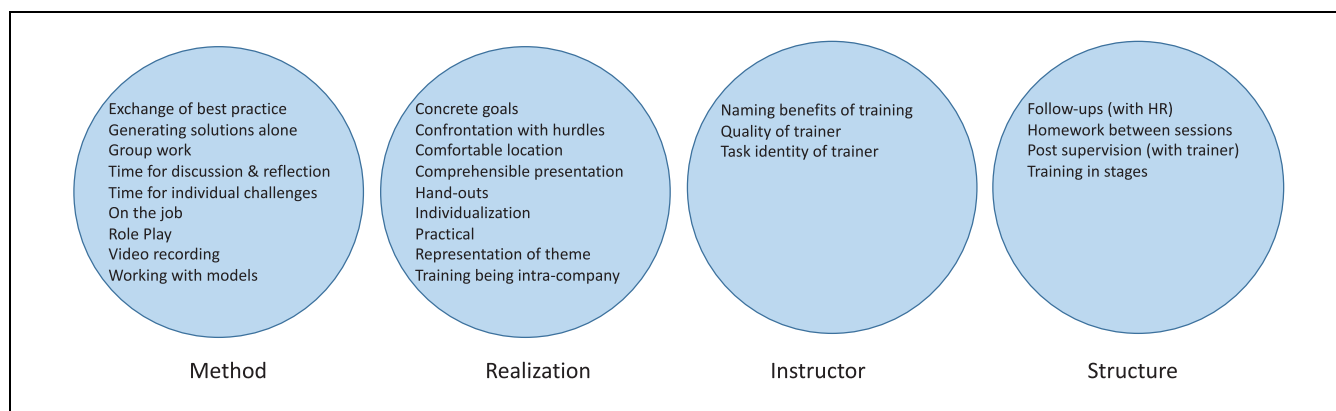 Exchange of best practice
Generating solutions alone
Group work
Time for discussion & reflection
Time for individual challenges
On the job
Role Play
Video recording
Working with models
Method
Concrete goals
Confrontation with hurdles
Comfortable location
Comprehensible presentation
Hand-outs
Individualization
Practical
Representation of theme
Training being intra-company
Realization
Naming benefits of training
Quality of trainer
Task identity of trainer
Instructor
Follow-ups (with HR)
Homework between sessions
Post supervision (with trainer)
Training in stages
Structure